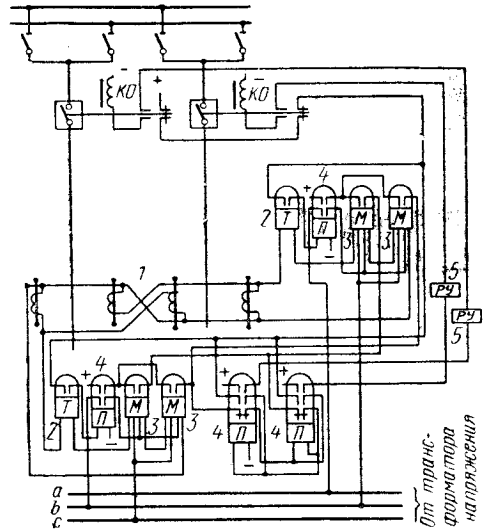 КО
КО
4
2
Т
П
М
М
3
3
5
РУ
РУ
5
1
4
2
Т
П
М
М
3
3
4
П
4
П
a
b
c
От транс-
форматора
напряжения